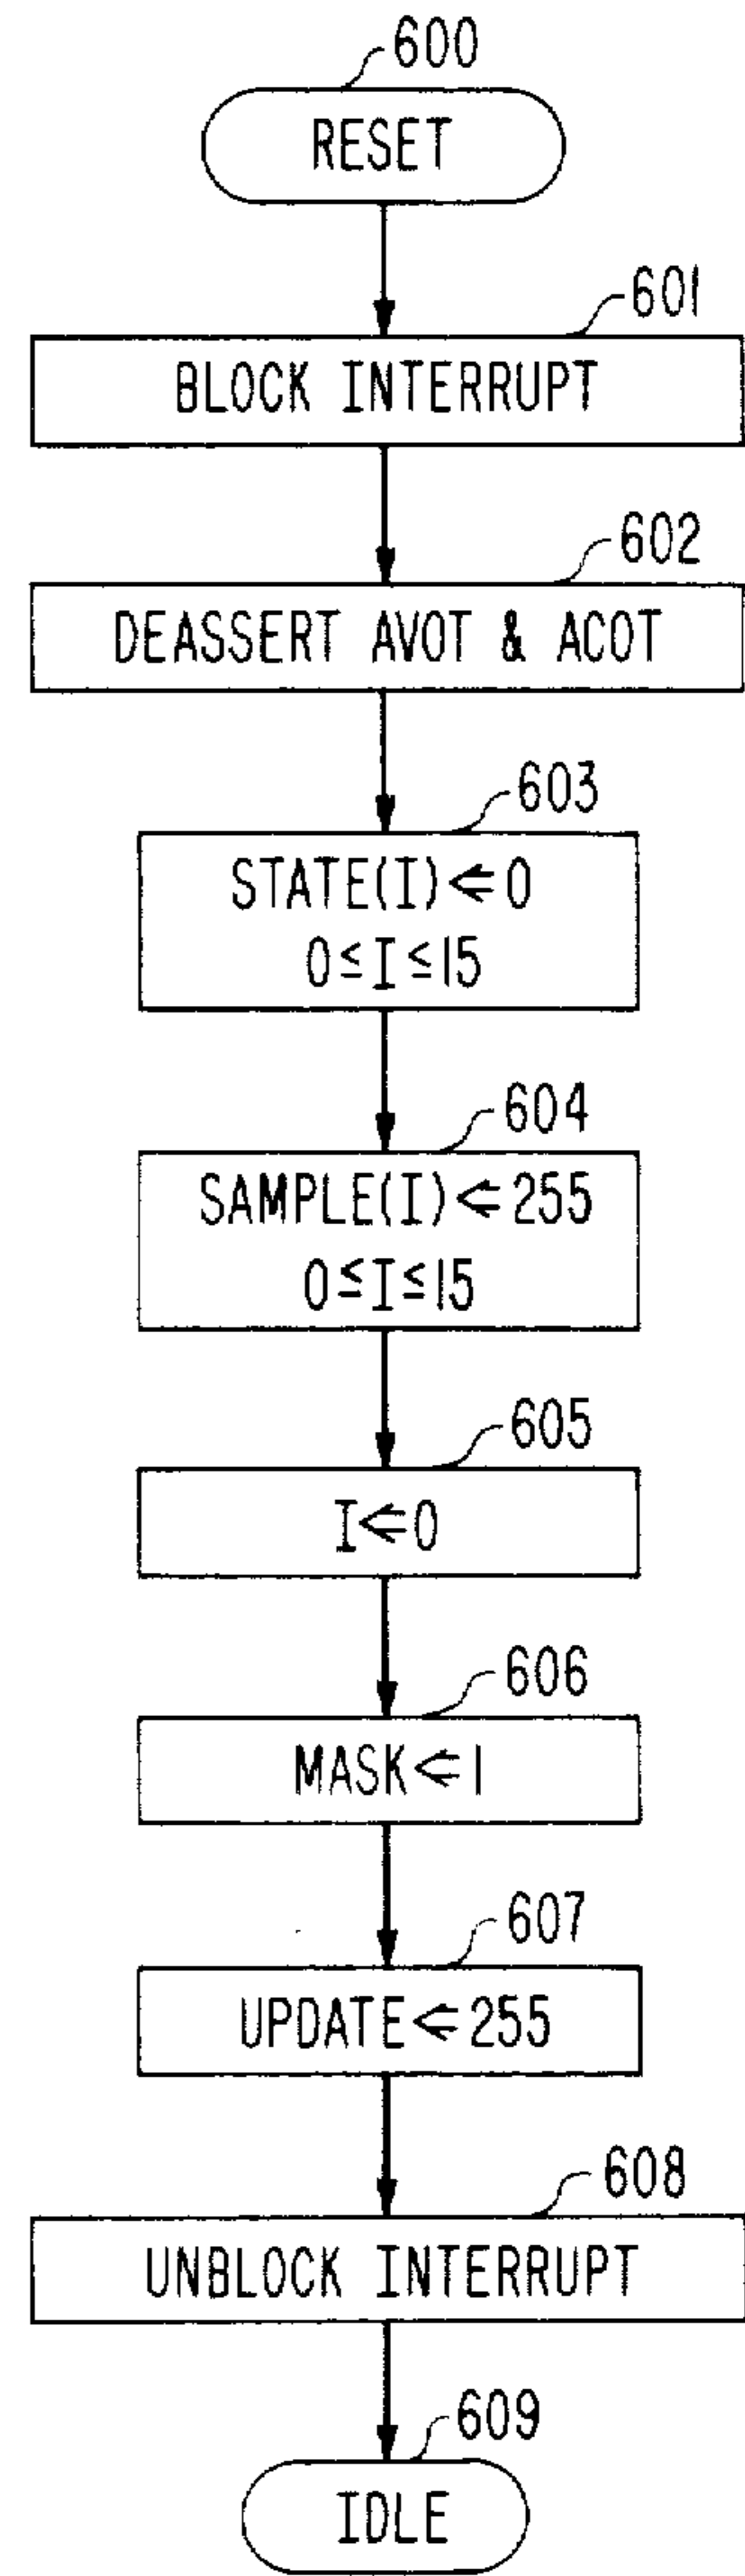 600
RESET
601
BLOCK INTERRUPT
602
DEASSERT AVOT & ACOT
603
STATE(I)⇐0
0≤I≤15
604
SAMPLE(I)⇐255
0≤I≤15
605
I⇐0
606
MASK⇐1
607
UPDATE⇐255
608
UNBLOCK INTERRUPT
609
IDLE